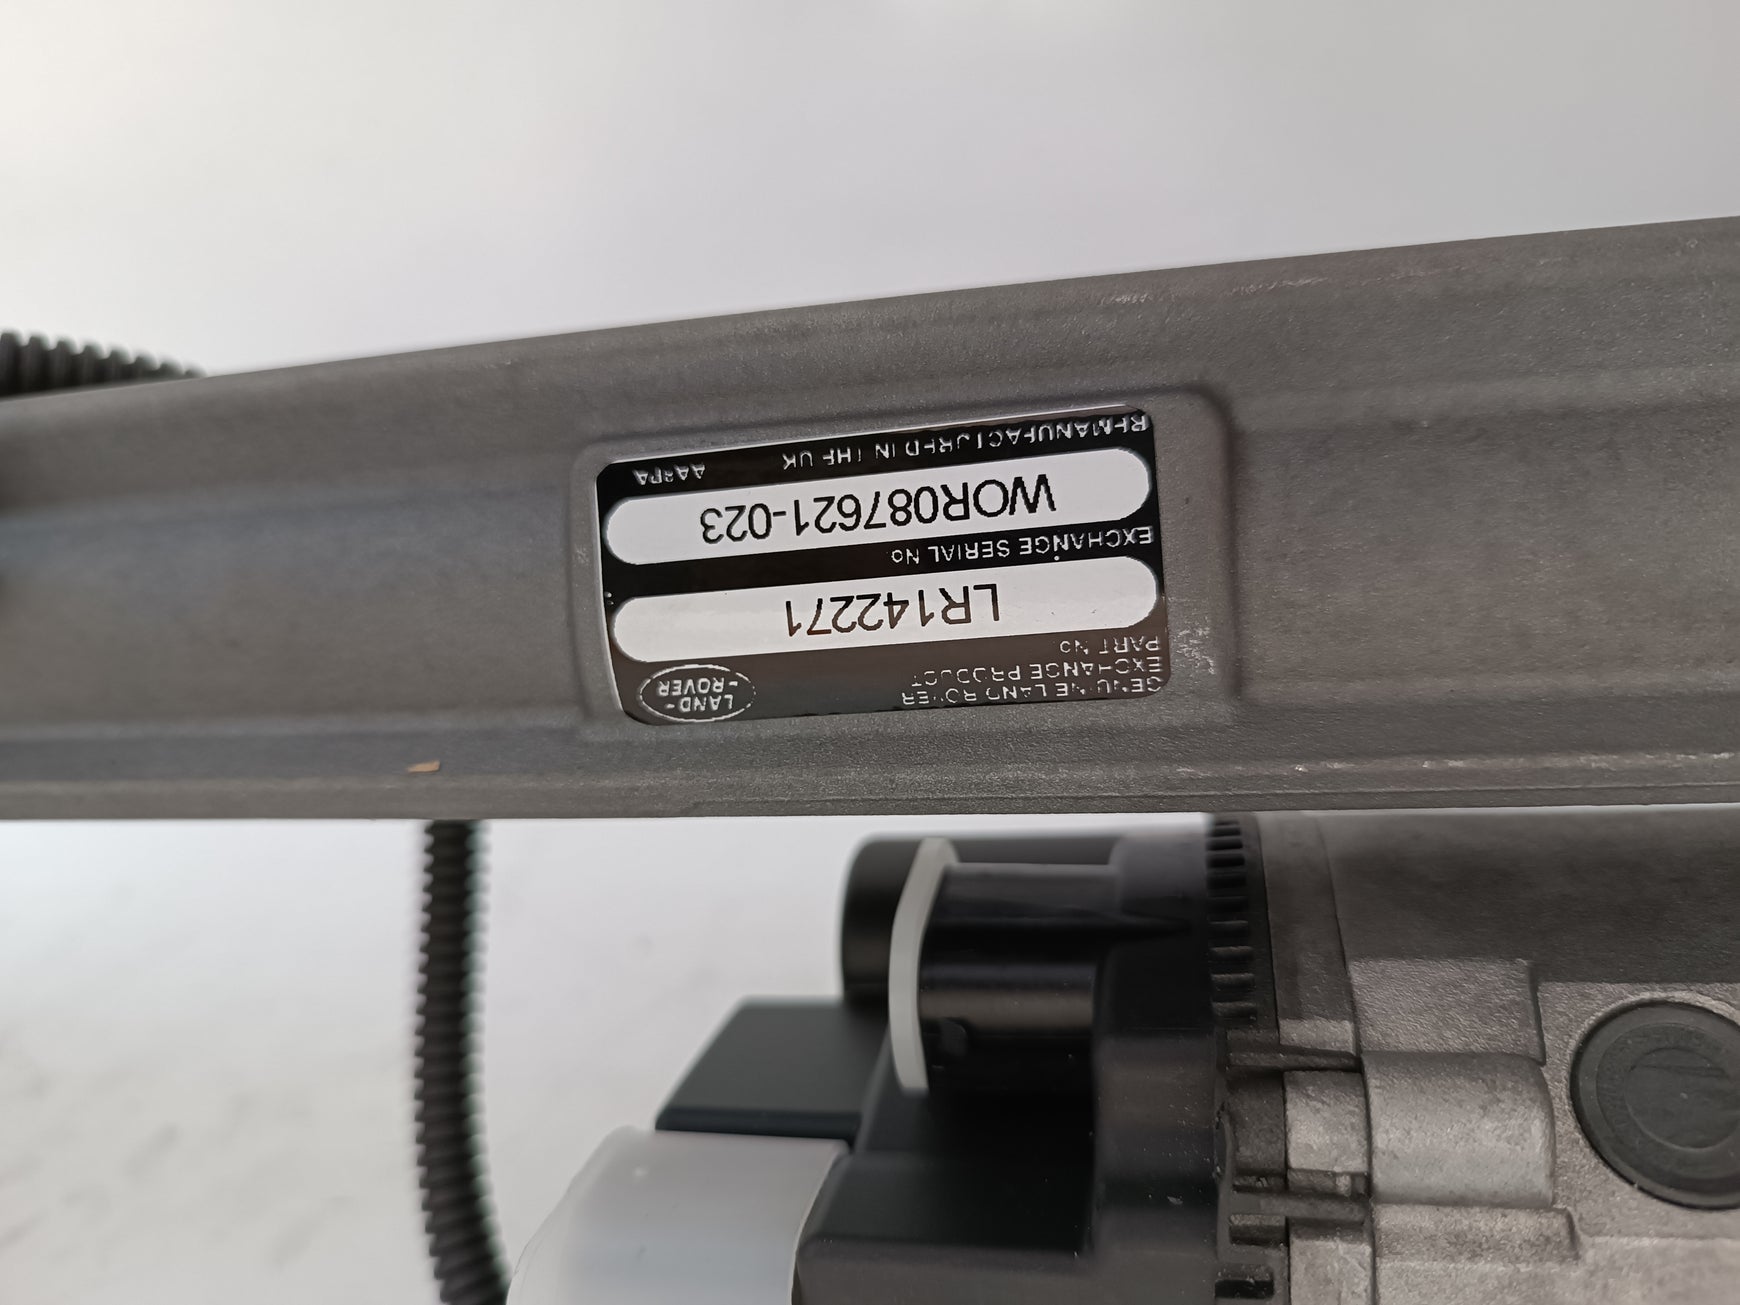 GENUINE LAND ROVER
EXCHANGE PRODUCT
PART No
LAND-
-ROVER
LR142271
EXCHANGE SERIAL No
WOR087621-023
REMANUFACTURED IN THE UK